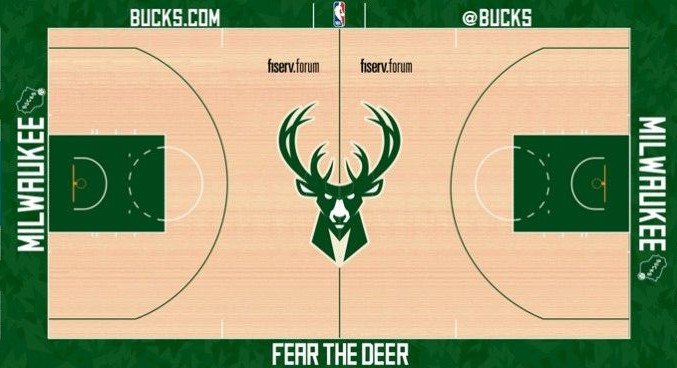 BUCKS.COM
@BUCKS
fiserv.forum
fiserv.forum
MILWAUKEE
MILWAUKEE
FEAR THE DEER